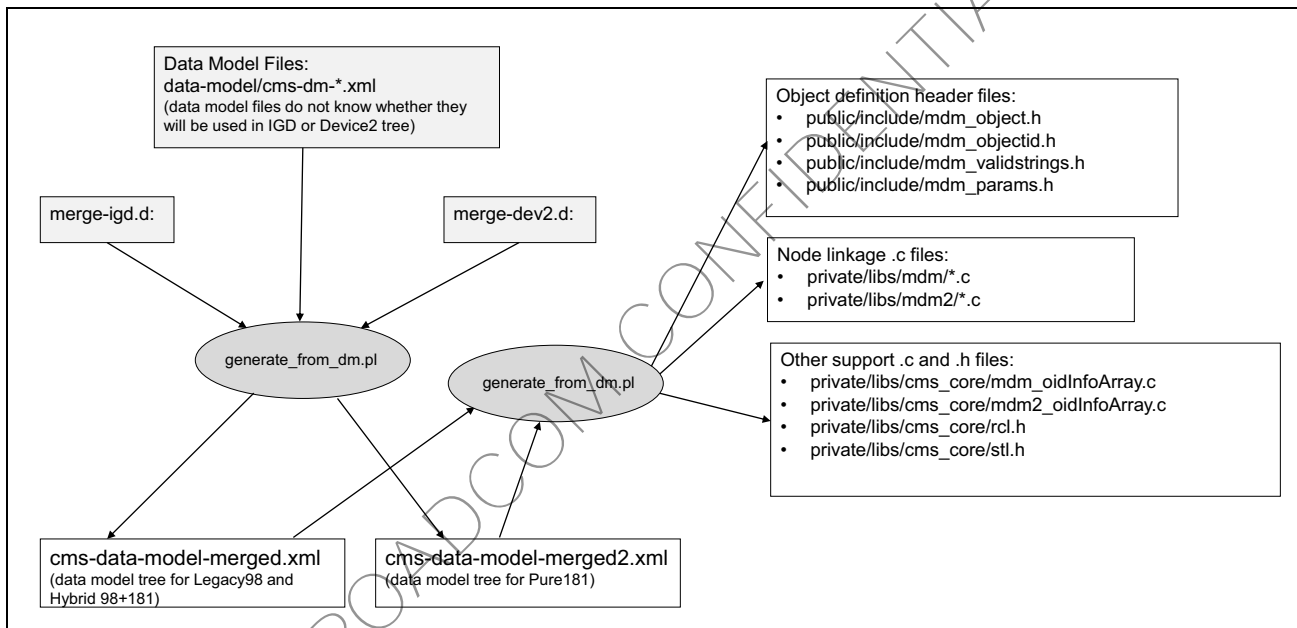 Data Model Files:
data-model/cms-dm-*.xml
(data model files do not know whether they
will be used in IGD or Device2 tree)
merge-igd.d:
merge-dev2.d:
generate_from_dm.pl
cms-data-model-merged.xml
(data model tree for Legacy98 and
Hybrid 98+181)
cms-data-model-merged2.xml
(data model tree for Pure181)
generate_from_dm.pl
Object definition header files:
• public/include/mdm_object.h
• public/include/mdm_objectid.h
• public/include/mdm_validstrings.h
• public/include/mdm_params.h
Node linkage .c files:
• private/libs/mdm/*.c
• private/libs/mdm2/*.c
Other support .c and .h files:
• private/libs/cms_core/mdm_oidInfoArray.c
• private/libs/cms_core/mdm2_oidInfoArray.c
• private/libs/cms_core/rcl.h
• private/libs/cms_core/stl.h
ROADCOM CONFIDENTIA